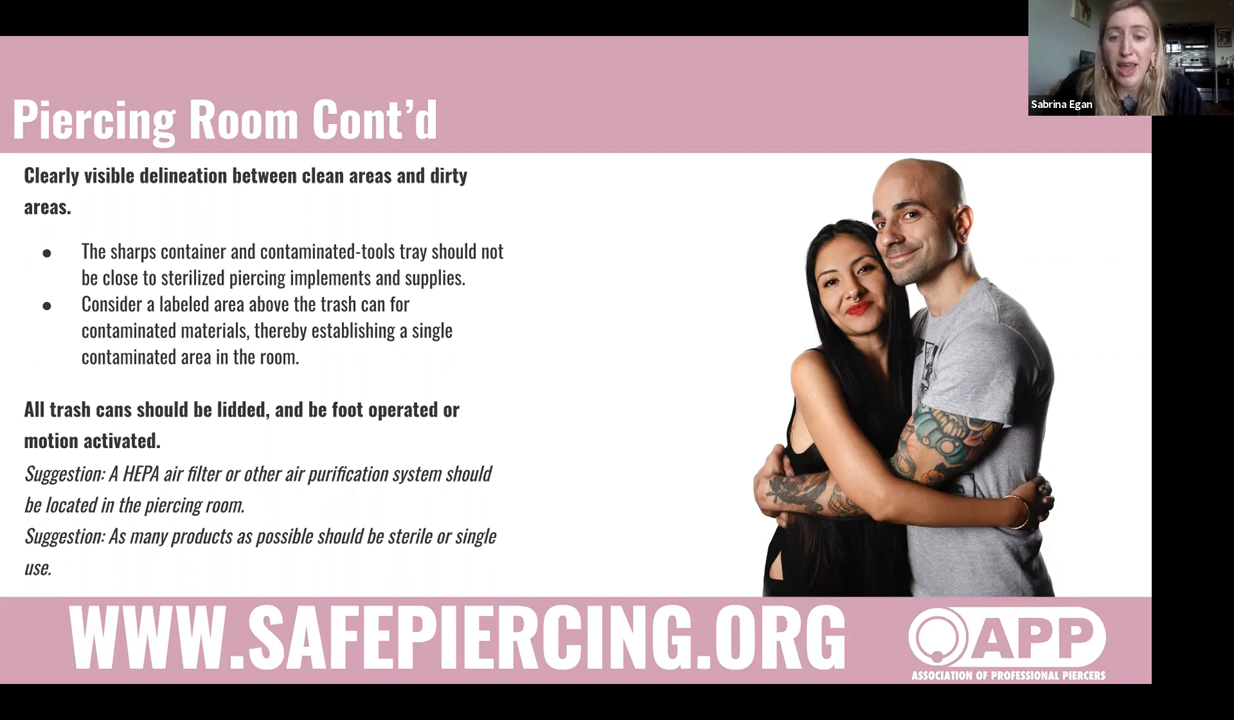 Sabrina Egan
Piercing Room Cont'd
Clearly visible delineation between clean areas and dirty
areas.
● The sharps container and contaminated-tools tray should not
be close to sterilized piercing implements and supplies.
● Consider a labeled area above the trash can for
contaminated materials, thereby establishing a single
contaminated area in the room.
All trash cans should be lidded, and be foot operated or
motion activated.
Suggestion: A HEPA air filter or other air purification system should
be located in the piercing room.
Suggestion: As many products as possible should be sterile or single
use.
WWW.SAFEPIERCING.ORG
APP
ASSOCIATION OF PROFESSIONAL PIERCERS